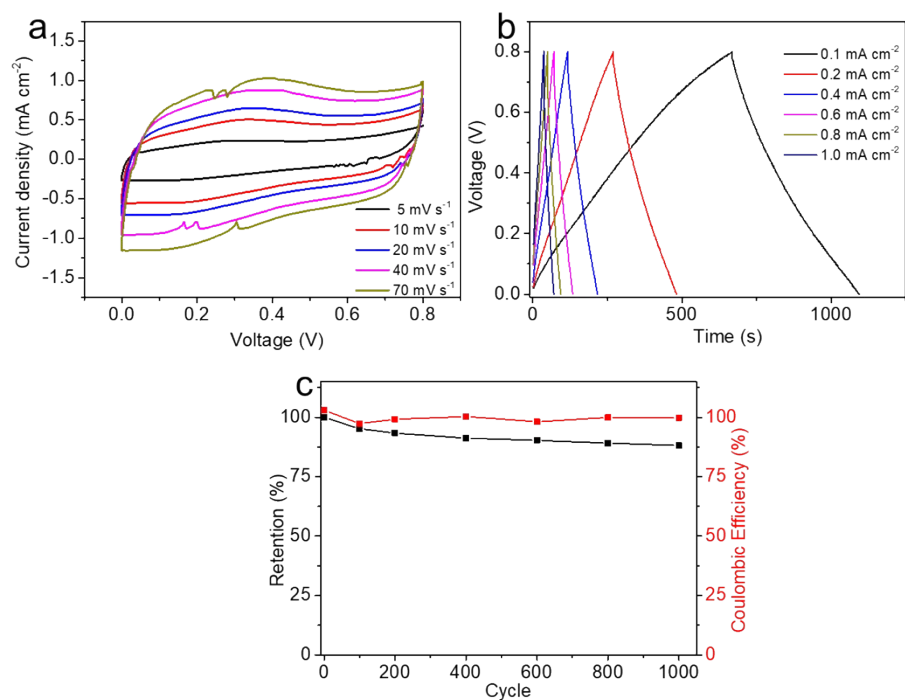 a
Current density (mA cm⁻²)
1.5
1.0
0.5
0.0
-0.5
-1.0
-1.5
0.0 0.2 0.4 0.6 0.8
Voltage (V)
5 mV s⁻¹
10 mV s⁻¹
20 mV s⁻¹
40 mV s⁻¹
70 mV s⁻¹
b
Voltage (V)
0.8
0.6
0.4
0.2
0.0
0 500 1000
Time (s)
0.1 mA cm⁻²
0.2 mA cm⁻²
0.4 mA cm⁻²
0.6 mA cm⁻²
0.8 mA cm⁻²
1.0 mA cm⁻²
c
Retention (%)
100
75
50
25
0
0 200 400 600 800 1000
Cycle
100
75
50
25
0
Coulombic Efficiency (%)